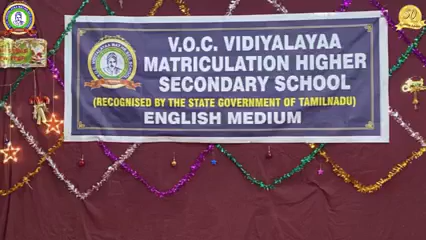 V.O.C. VIDIYALAYAA
MATRICULATION HIGHER
SECONDARY SCHOOL
(RECOGNISED BY THE STATE GOVERNMENT OF TAMILNADU)
ENGLISH MEDIUM